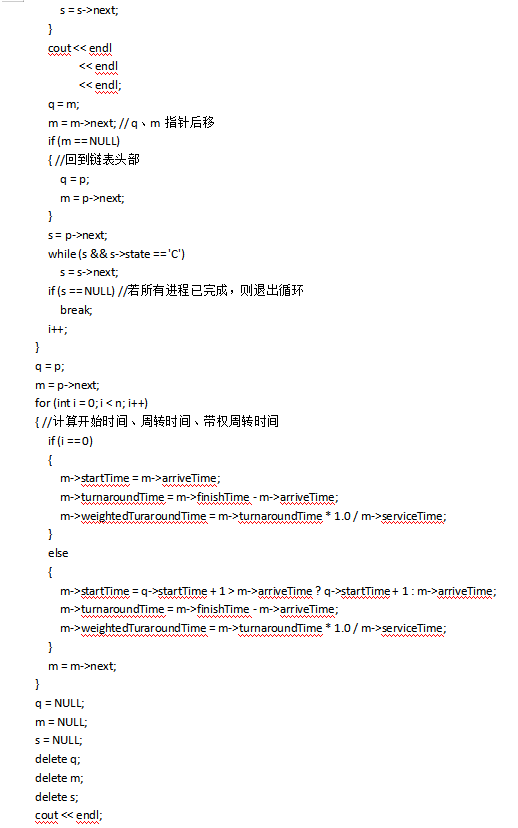 s = s->next;
}
cout << endl
<< endl
<< endl;
q = m;
m = m->next; // q、m 指针后移
if (m == NULL)
{ //回到链表头部
q = p;
m = p->next;
}
s = p->next;
while (s && s->state == 'C')
s = s->next;
if (s == NULL) //若所有进程已完成，则退出循环
break;
i++;
}
q = p;
m = p->next;
for (int i = 0; i < n; i++)
{ //计算开始时间、周转时间、带权周转时间
if (i == 0)
{
m->startTime = m->arriveTime;
m->turnaroundTime = m->finishTime - m->arriveTime;
m->weightedTuraroundTime = m->turnaroundTime * 1.0 / m->serviceTime;
}
else
{
m->startTime = q->startTime + 1 > m->arriveTime ? q->startTime + 1 : m->arriveTime;
m->turnaroundTime = m->finishTime - m->arriveTime;
m->weightedTuraroundTime = m->turnaroundTime * 1.0 / m->serviceTime;
}
m = m->next;
}
q = NULL;
m = NULL;
s = NULL;
delete q;
delete m;
delete s;
cout << endl;